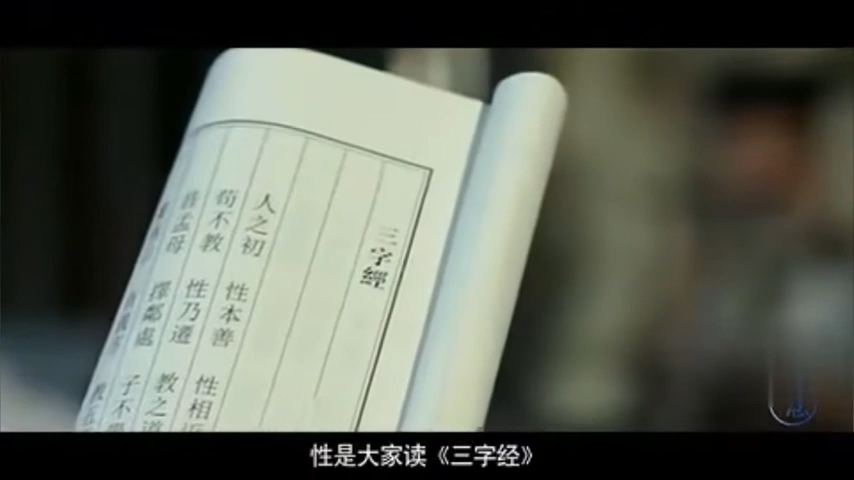 三字經
人之初 性本善 性相
苟不教 性乃遷 教之道
昔孟母 擇鄰處 子不
性是大家读《三字经》